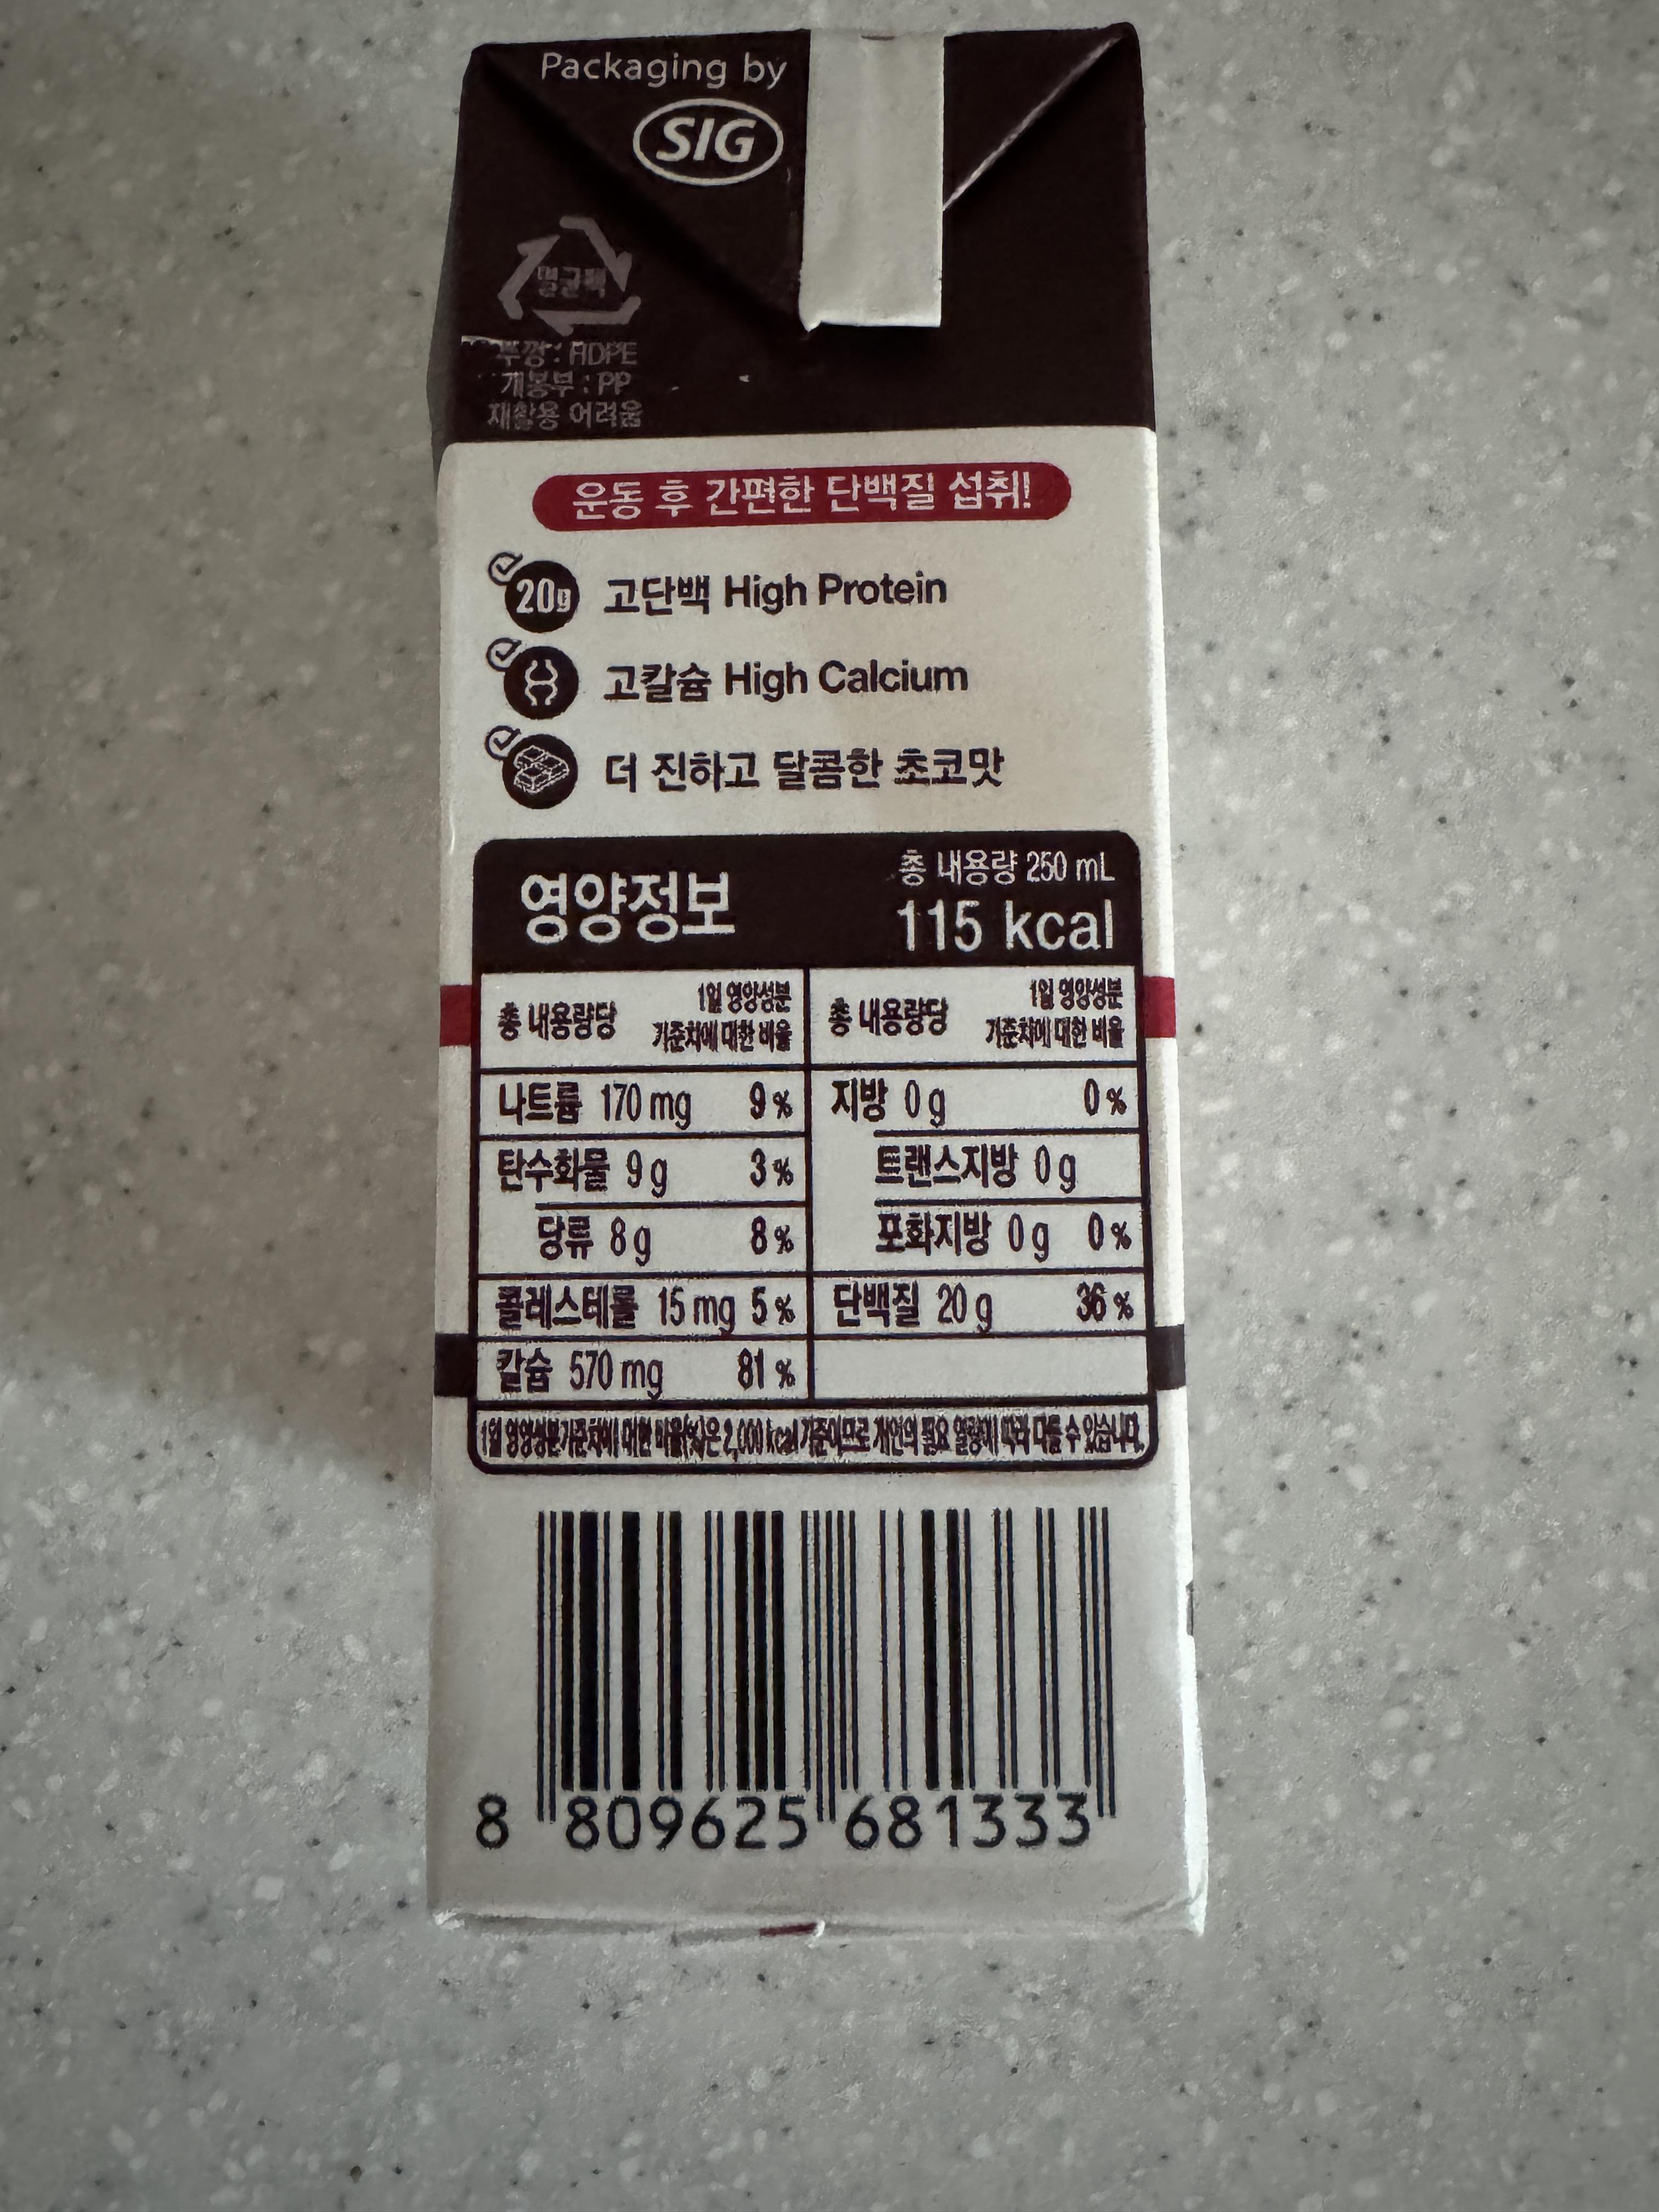 Packaging by
SIG
멸균팩
뚜껑 : HDPE
개봉부 : PP
재활용 어려움
운동 후 간편한 단백질 섭취!
20g 고단백 High Protein
고칼슘 High Calcium
더 진하고 달콤한 초코맛
영양정보
총 내용량 250 mL
115 kcal
총 내용량당 1일 영양성분 기준치에 대한 비율
나트륨 170 mg 9 %
탄수화물 9 g 3 %
당류 8 g 8 %
콜레스테롤 15 mg 5 %
칼슘 570 mg 81 %
총 내용량당 1일 영양성분 기준치에 대한 비율
지방 0 g 0 %
트랜스지방 0 g
포화지방 0 g 0 %
단백질 20 g 36 %
1일 영양성분기준치에 대한 비율(%)은 2,000 kcal 기준이므로 개인의 필요 열량에 따라 다를 수 있습니다.
8 809625 681333